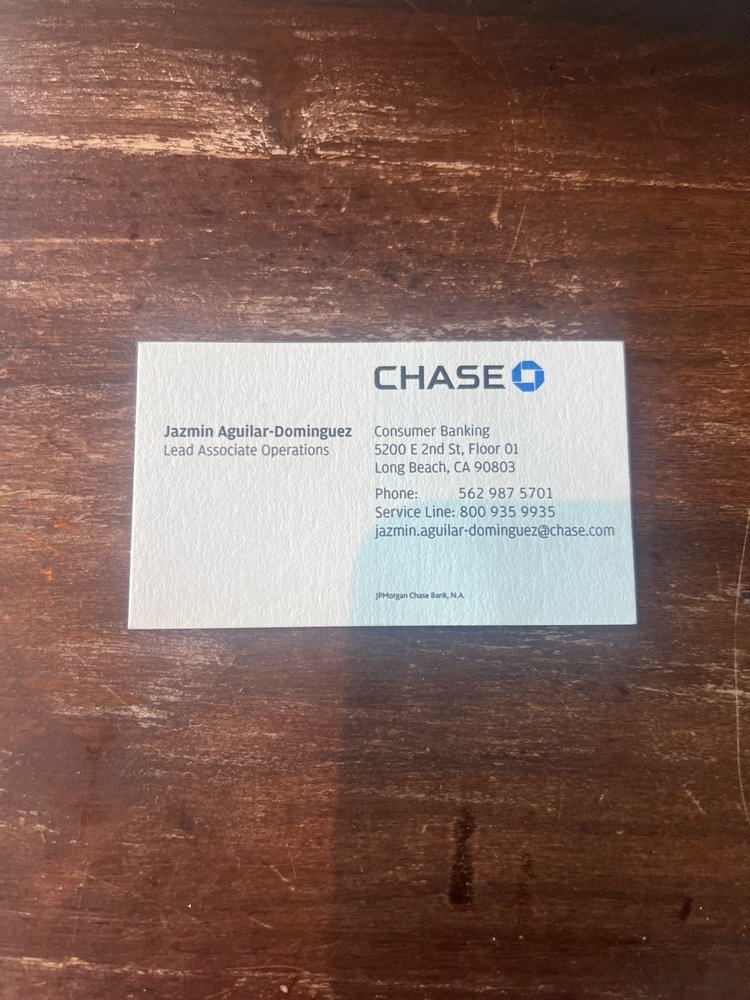 CHASE
Jazmin Aguilar-Dominguez
Lead Associate Operations
Consumer Banking
5200 E 2nd St, Floor 01
Long Beach, CA 90803
Phone: 562 987 5701
Service Line: 800 935 9935
jazmin.aguilar-dominguez@chase.com
JPMorgan Chase Bank, N.A.